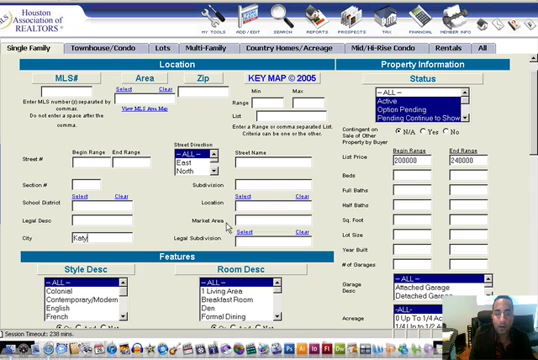 Houston
Association of
REALTORS®
MY TOOLS ADD / EDIT SEARCH REPORTS PROSPECTS TAX FINANCIAL MEMBER INFO
Single Family Townhouse/Condo Lots Multi-Family Country Homes/Acreage Mid/Hi-Rise Condo Rentals All
Location
Property Information
MLS# Area Zip KEY MAP © 2005
Status
Select Clear
Min Max
Range
List
Enter MLS number(s) separated by
commas.
Do not enter a space after the
comma.
View MLS Area Map
Enter a Range or comma separated List.
Criteria can be one or the other.
-- ALL --
Active
Option Pending
Pending Continue to Show
Contingent on
Sale of Other
Property by Buyer
N/A Yes No
Begin Range End Range
List Price 200000 240000
Beds
Full Baths
Half Baths
Sq. Foot
Lot Size
Year Built
# of Garages
Garage
Desc
-- ALL --
Attached Garage
Detached Garage
Acreage
-ALL-
0 Up To 1/4 Acre
Begin Range End Range
Street #
Street Direction
-- ALL --
East
North
Street Name
Section #
Subdivision
Select Clear
School District
Select Clear
Location
Legal Desc
Market Area
City Katy
Select Clear
Legal Subdivision
Features
Style Desc
-- ALL --
Colonial
Contemporary/Modern
English
French
Room Desc
-- ALL --
1 Living Area
Breakfast Room
Den
Formal Dining
Or And Not
Or And Not
Session Timeout: 238 mins.